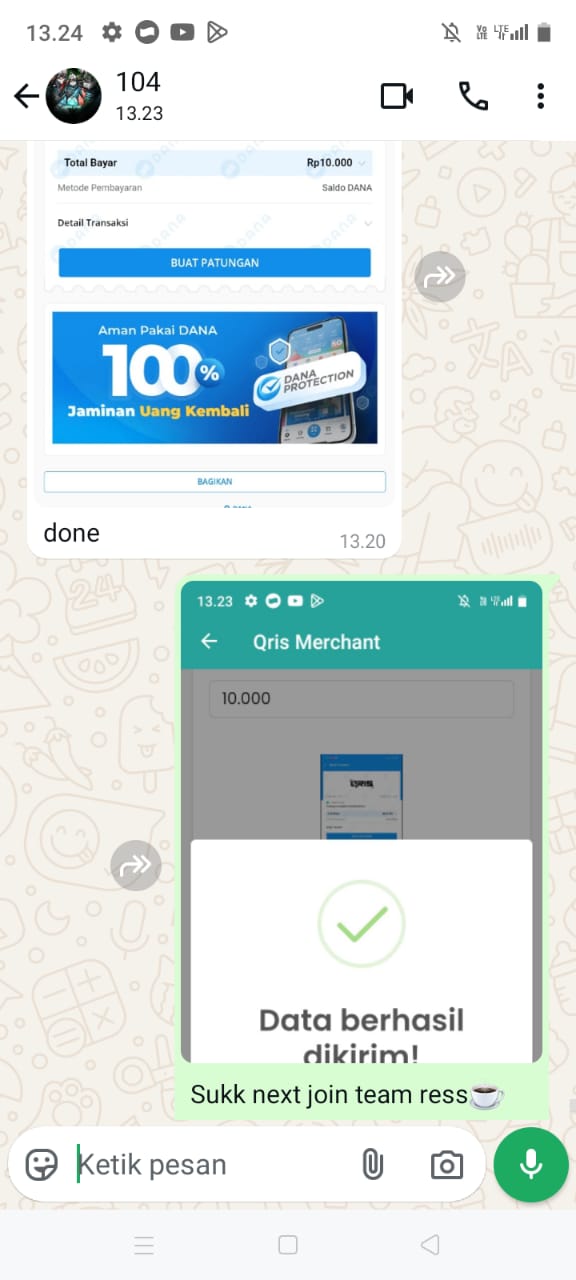 13.24
104
13.23
Total Bayar
Rp10.000
Metode Pembayaran
Saldo DANA
Detail Transaksi
BUAT PATUNGAN
Aman Pakai DANA
100%
DANA
PROTECTION
Jaminan Uang Kembali
BAGIKAN
done
13.20
13.23
Qris Merchant
10.000
Data berhasil
dikirim!
Sukk next join team ress☕
Ketik pesan